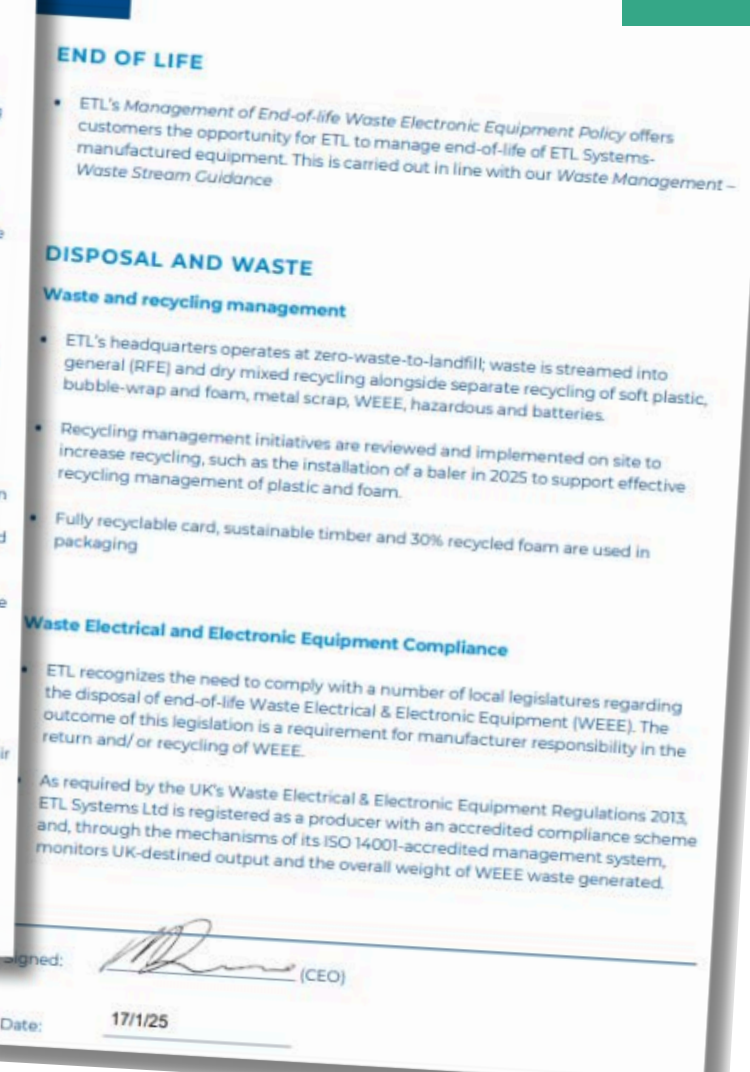 END OF LIFE
• ETL's Management of End-of-life Waste Electronic Equipment Policy offers
customers the opportunity for ETL to manage end-of-life of ETL Systems-
manufactured equipment. This is carried out in line with our Waste Management –
Waste Stream Guidance
DISPOSAL AND WASTE
Waste and recycling management
• ETL's headquarters operates at zero-waste-to-landfill; waste is streamed into
general (RFE) and dry mixed recycling alongside separate recycling of soft plastic,
bubble-wrap and foam, metal scrap, WEEE, hazardous and batteries.
• Recycling management initiatives are reviewed and implemented on site to
increase recycling, such as the installation of a baler in 2025 to support effective
recycling management of plastic and foam.
• Fully recyclable card, sustainable timber and 30% recycled foam are used in
packaging
Waste Electrical and Electronic Equipment Compliance
• ETL recognizes the need to comply with a number of local legislatures regarding
the disposal of end-of-life Waste Electrical & Electronic Equipment (WEEE). The
outcome of this legislation is a requirement for manufacturer responsibility in the
return and/ or recycling of WEEE.
• As required by the UK's Waste Electrical & Electronic Equipment Regulations 2013,
ETL Systems Ltd is registered as a producer with an accredited compliance scheme
and, through the mechanisms of its ISO 14001-accredited management system,
monitors UK-destined output and the overall weight of WEEE waste generated.
Signed: (CEO)
Date: 17/1/25